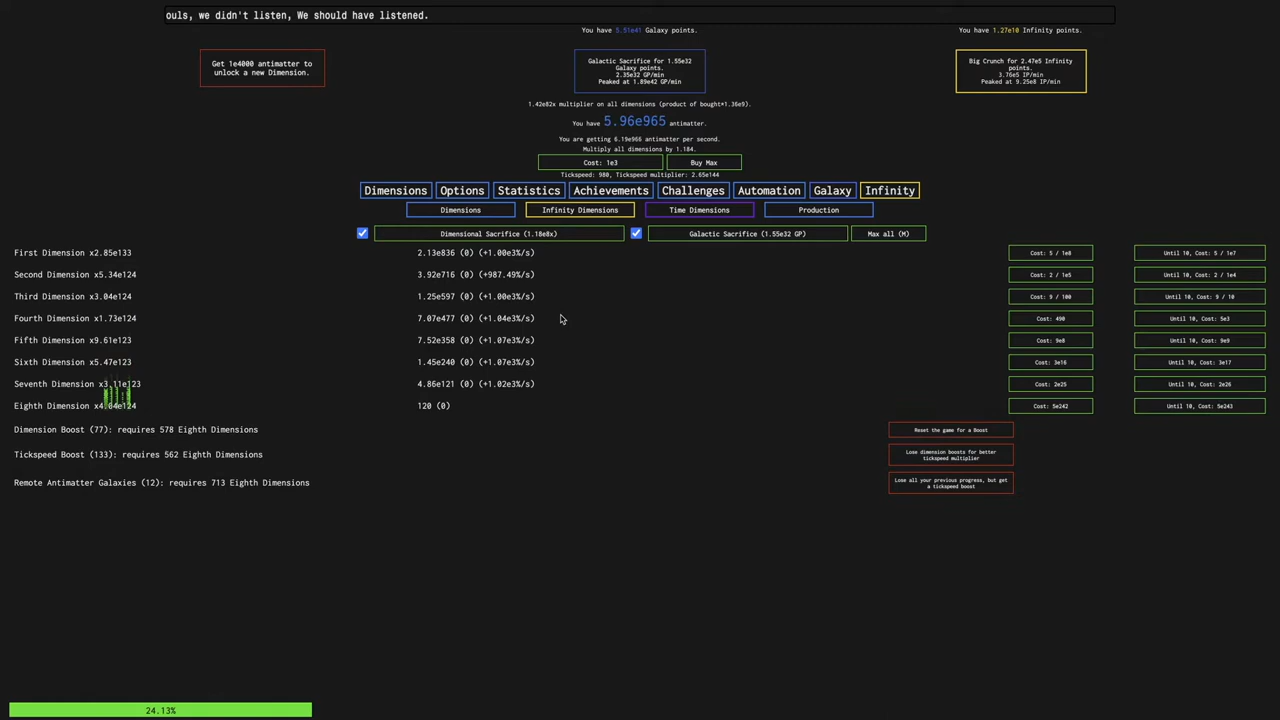 ouls, we didn't listen, We should have listened.
You have 5.51e41 Galaxy points.
You have 1.27e10 Infinity points.
Get 1e4000 antimatter to
unlock a new Dimension.
Galactic Sacrifice for 1.55e32
Galaxy points.
2.35e32 GP/min
Peaked at 1.89e42 GP/min
Big Crunch for 2.47e5 Infinity
points.
3.76e5 IP/min
Peaked at 9.25e8 IP/min
1.42e82x multiplier on all dimensions (product of bought*1.36e9).
You have 5.96e965 antimatter.
You are getting 6.19e966 antimatter per second.
Multiply all dimensions by 1.184.
Cost: 1e3 Buy Max
Tickspeed: 980, Tickspeed multiplier: 2.65e144
Dimensions Options Statistics Achievements Challenges Automation Galaxy Infinity
Dimensions Infinity Dimensions Time Dimensions Production
Dimensional Sacrifice (1.18e8x) Galactic Sacrifice (1.55e32 GP) Max all (M)
First Dimension x2.85e133 2.13e836 (0) (+1.00e3%/s) Cost: 5 / 1e8 Until 10, Cost: 5 / 1e7
Second Dimension x5.34e124 3.92e716 (0) (+987.49%/s) Cost: 2 / 1e5 Until 10, Cost: 2 / 1e4
Third Dimension x3.04e124 1.25e597 (0) (+1.00e3%/s) Cost: 9 / 100 Until 10, Cost: 9 / 10
Fourth Dimension x1.73e124 7.07e477 (0) (+1.04e3%/s) Cost: 490 Until 10, Cost: 5e3
Fifth Dimension x9.61e123 7.52e358 (0) (+1.07e3%/s) Cost: 9e8 Until 10, Cost: 9e9
Sixth Dimension x5.47e123 1.45e240 (0) (+1.07e3%/s) Cost: 3e16 Until 10, Cost: 3e17
Seventh Dimension x3.11e123 4.86e121 (0) (+1.02e3%/s) Cost: 2e25 Until 10, Cost: 2e26
Eighth Dimension x4.04e124 120 (0) Cost: 5e242 Until 10, Cost: 5e243
Dimension Boost (77): requires 578 Eighth Dimensions Reset the game for a Boost
Tickspeed Boost (133): requires 562 Eighth Dimensions Lose dimension boosts for better
tickspeed multiplier
Remote Antimatter Galaxies (12): requires 713 Eighth Dimensions Lose all your previous progress, but get
a tickspeed boost
24.13%